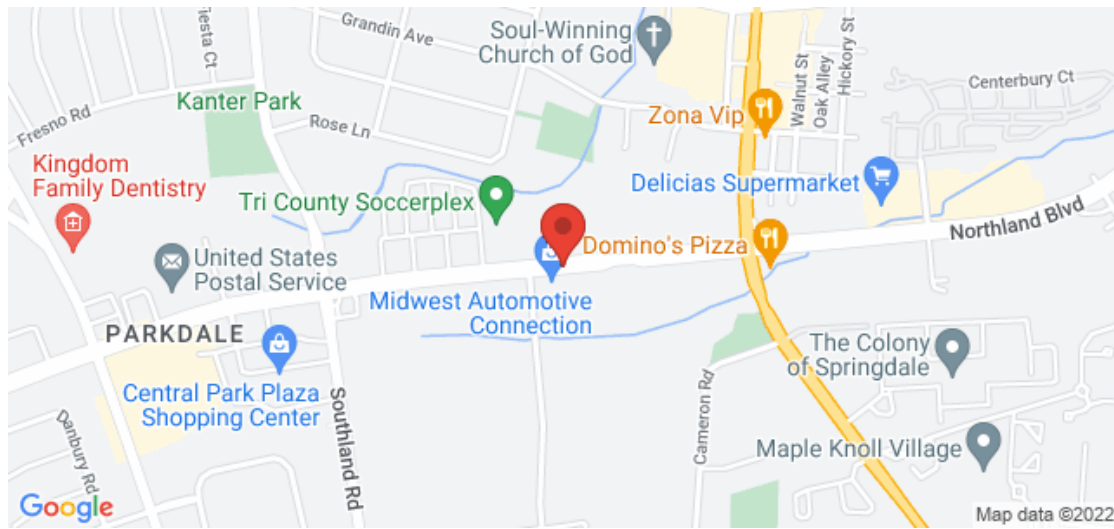 Grandin Ave
Soul-Winning
Church of God
Walnut St
Oak Alley
Hickory St
Centerbury Ct
Kanter Park
Fresno Rd
Rose Ln
Zona Vip
Kingdom
Family Dentistry
Tri County Soccerplex
Delicias Supermarket
United States
Postal Service
Domino's Pizza
Northland Blvd
Midwest Automotive
Connection
PARKDALE
The Colony
of Springdale
Central Park Plaza
Shopping Center
Southland Rd
Cameron Rd
Danbury Rd
Maple Knoll Village
Google
Map data ©2022